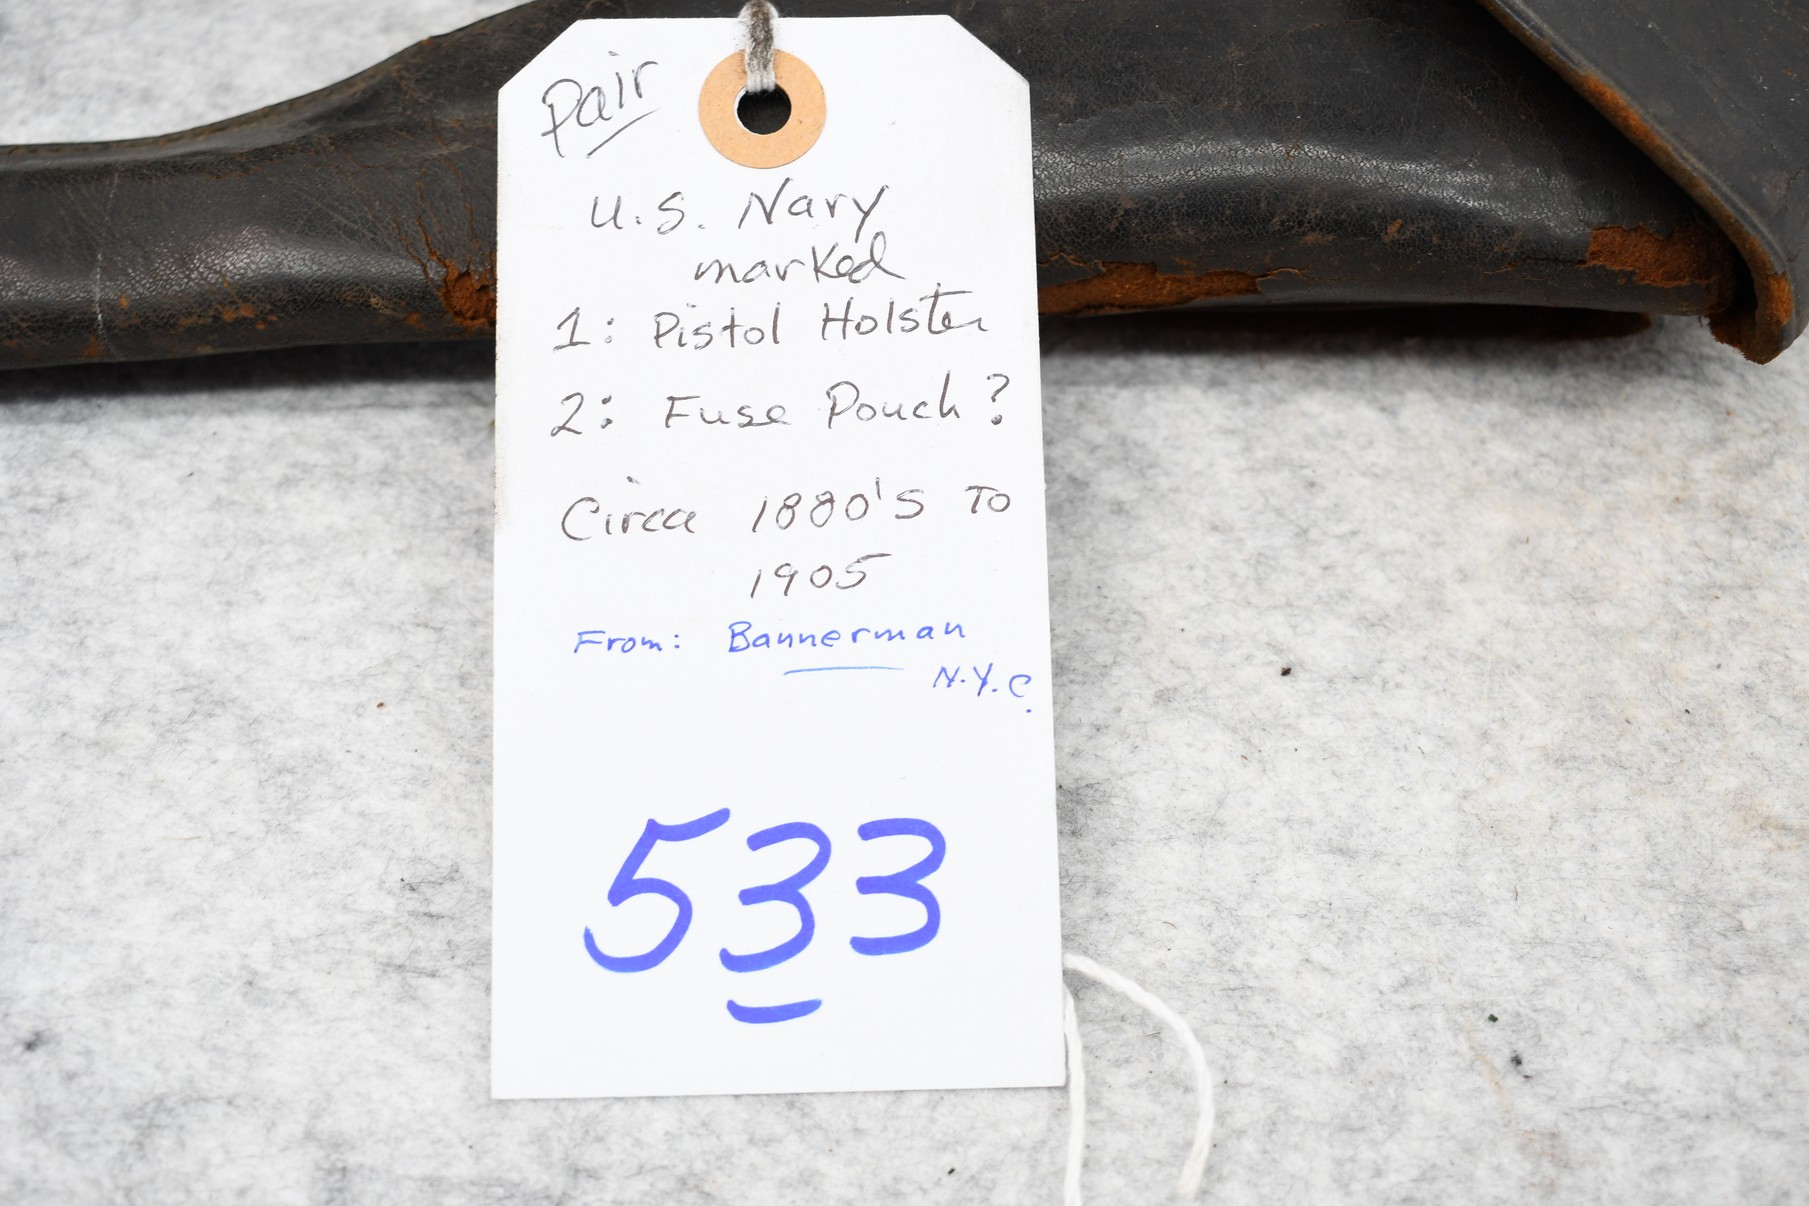 Pair
U.S. Navy
marked
1: Pistol Holster
2: Fuse Pouch?
Circa 1880's To
1905
From: Bannerman
N.Y.C.
533